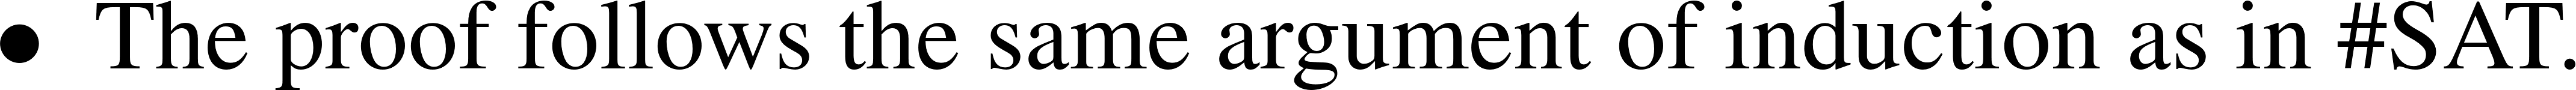 • The proof follows the same argument of induction as in #SAT.